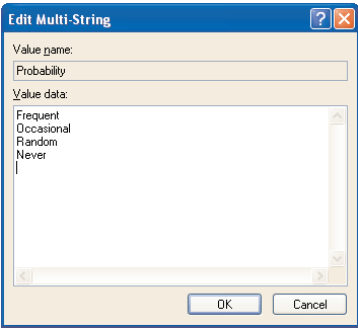 Edit Multi-String
Value name:
Probability
Value data:
Frequent
Occasional
Random
Never
OK
Cancel